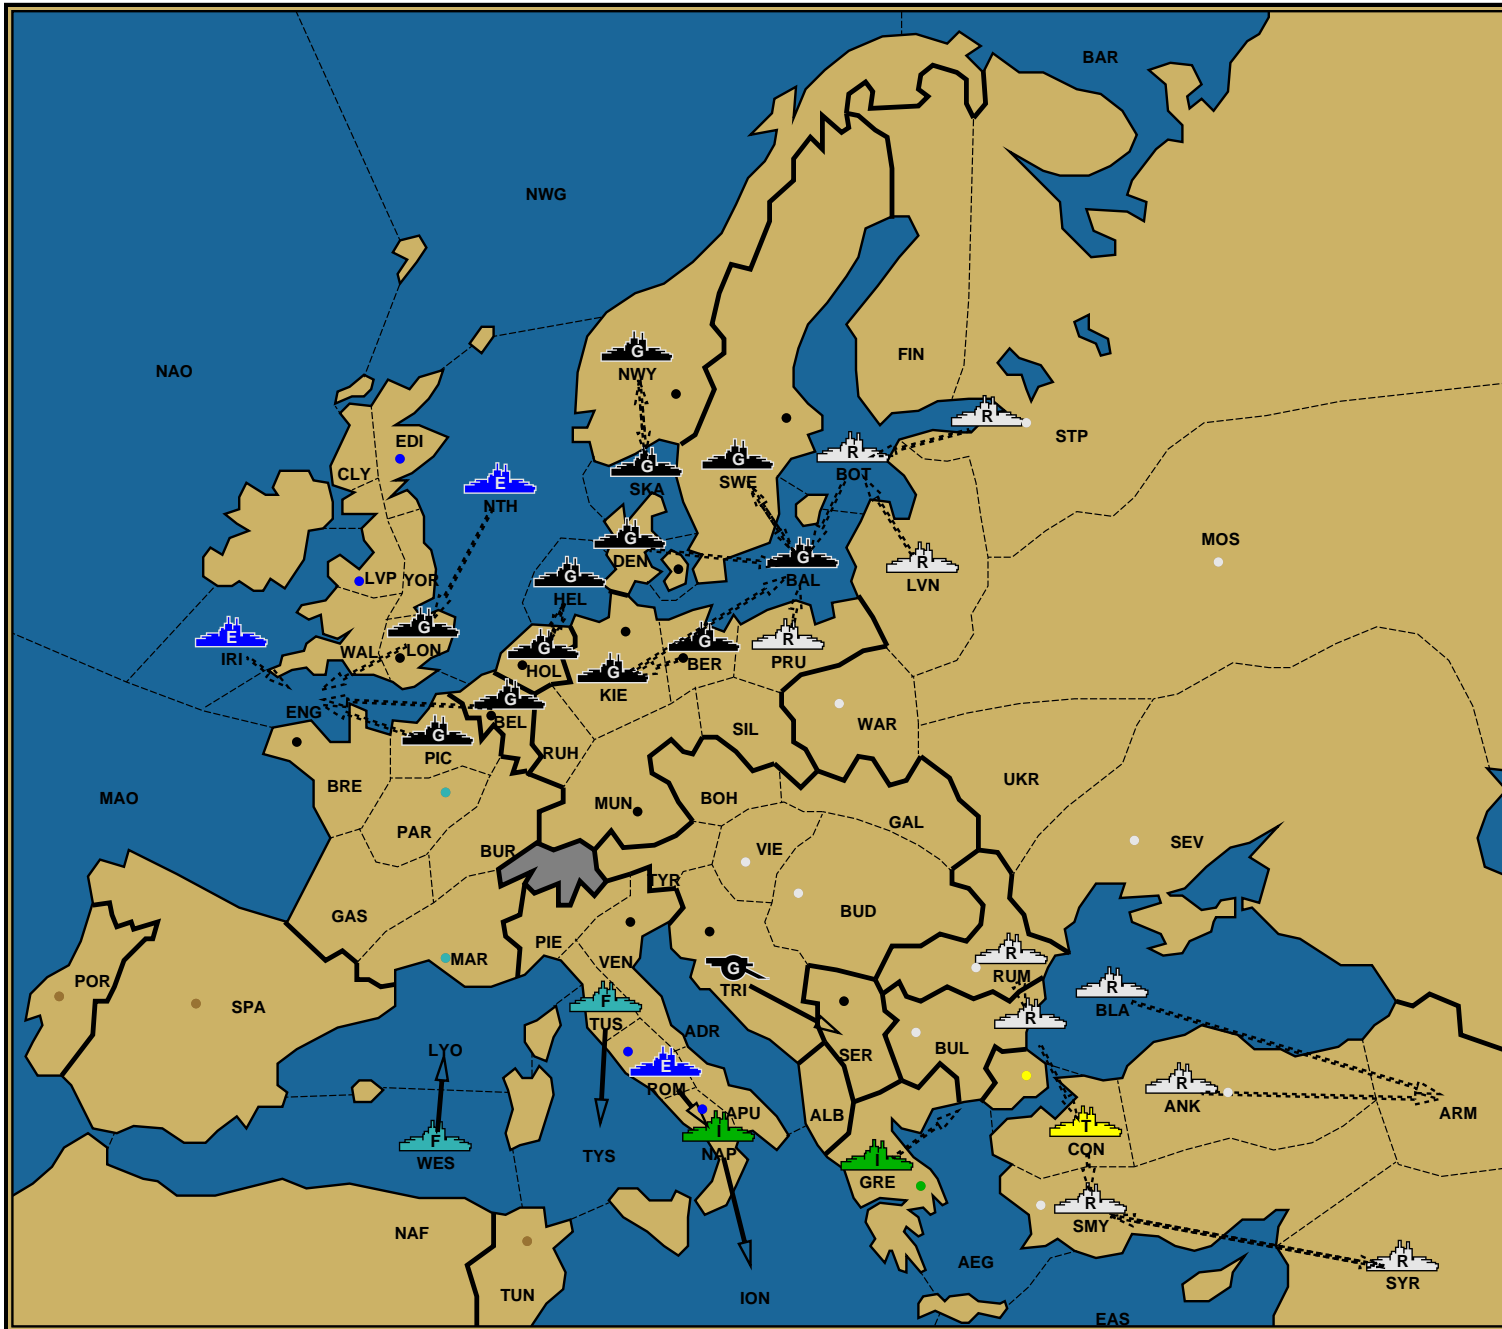 BAR
NWG
NAO
G
NWY
FIN
R
STP
EDI
CLY
E
NTH
G
SKA
G
SWE
R
BOT
MOS
G
DEN
G
BAL
R
LVN
G
HEL
LVP
YOR
E
IRI
WAL
G
LON
G
HOL
G
KIE
G
BER
R
PRU
ENG
G
BEL
G
PIC
RUH
SIL
WAR
UKR
MAO
BRE
PAR
MUN
BOH
GAL
SEV
BUR
VIE
TYR
BUD
GAS
PIE
VEN
MAR
POR
SPA
G
TRI
R
RUM
R
BLA
F
TUS
R
ADR
LYO
SER
BUL
E
ROM
R
ANK
ARM
APU
ALB
I
NAP
T
CON
F
WES
TYS
I
GRE
R
SMY
NAF
AEG
R
SYR
TUN
ION
EAS